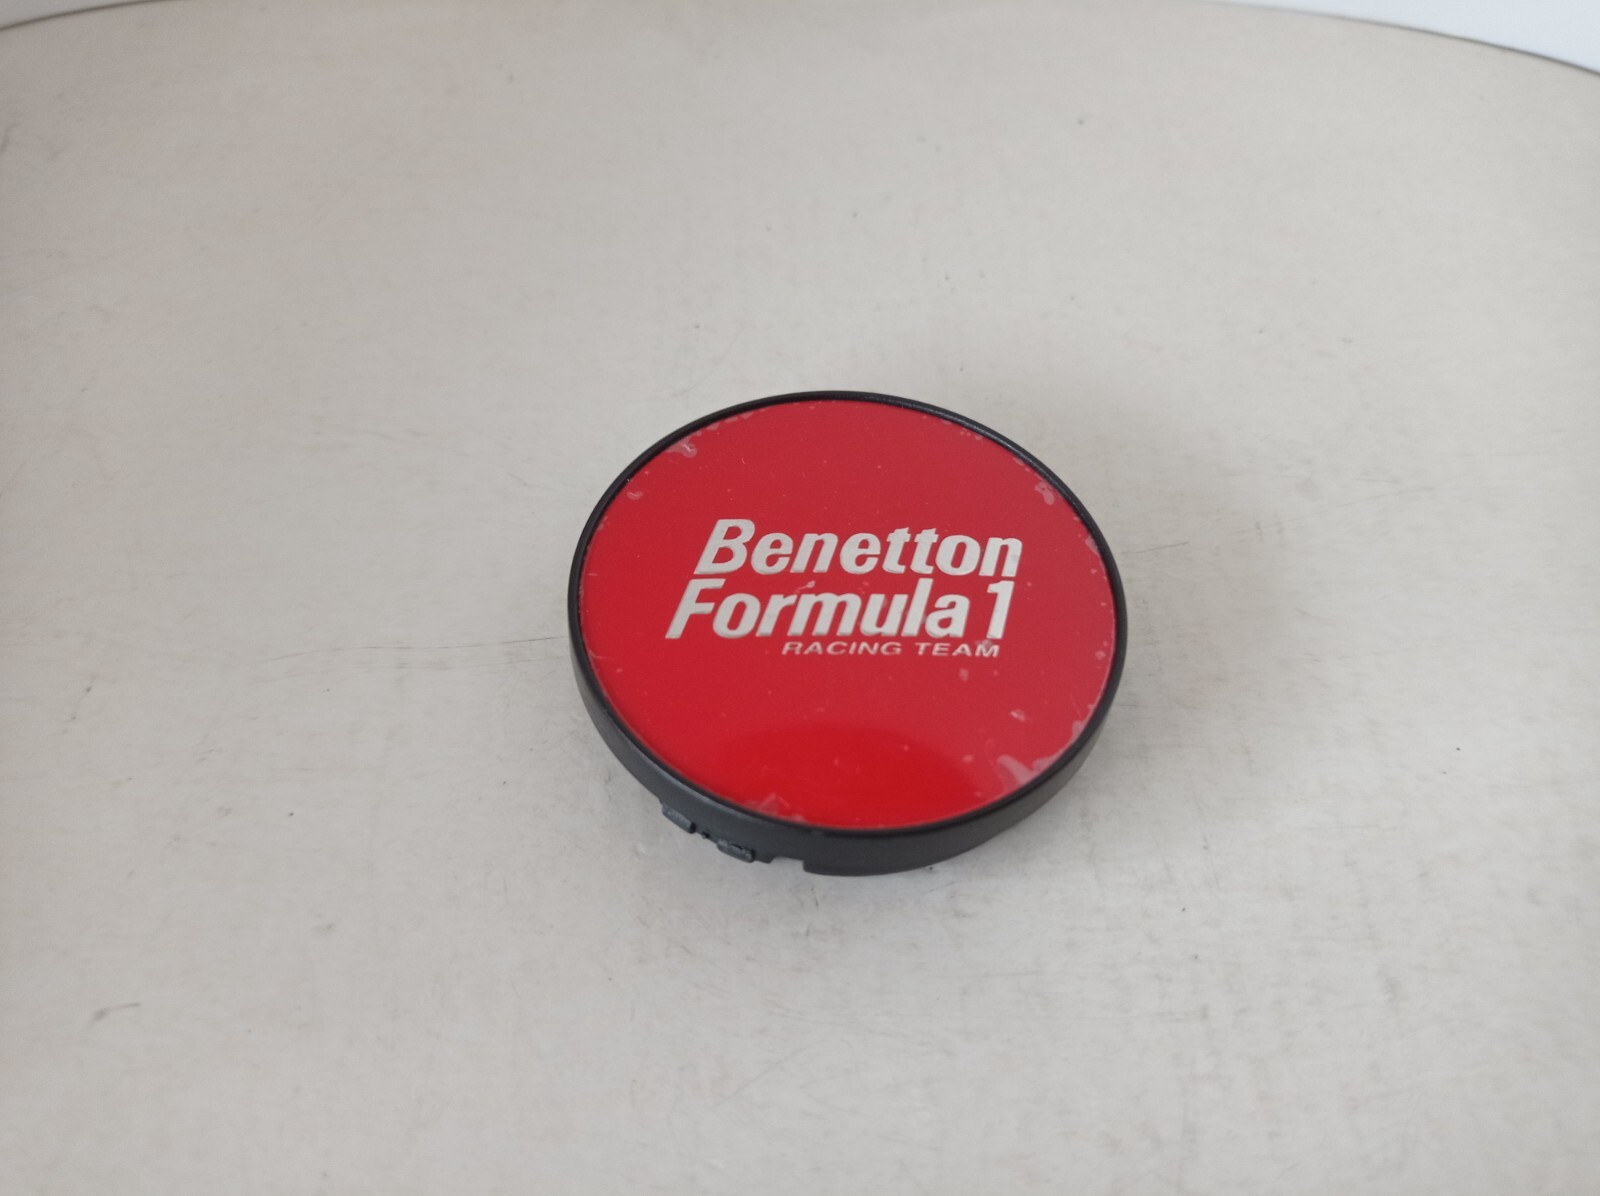 Benetton
Formula 1
RACING TEAM